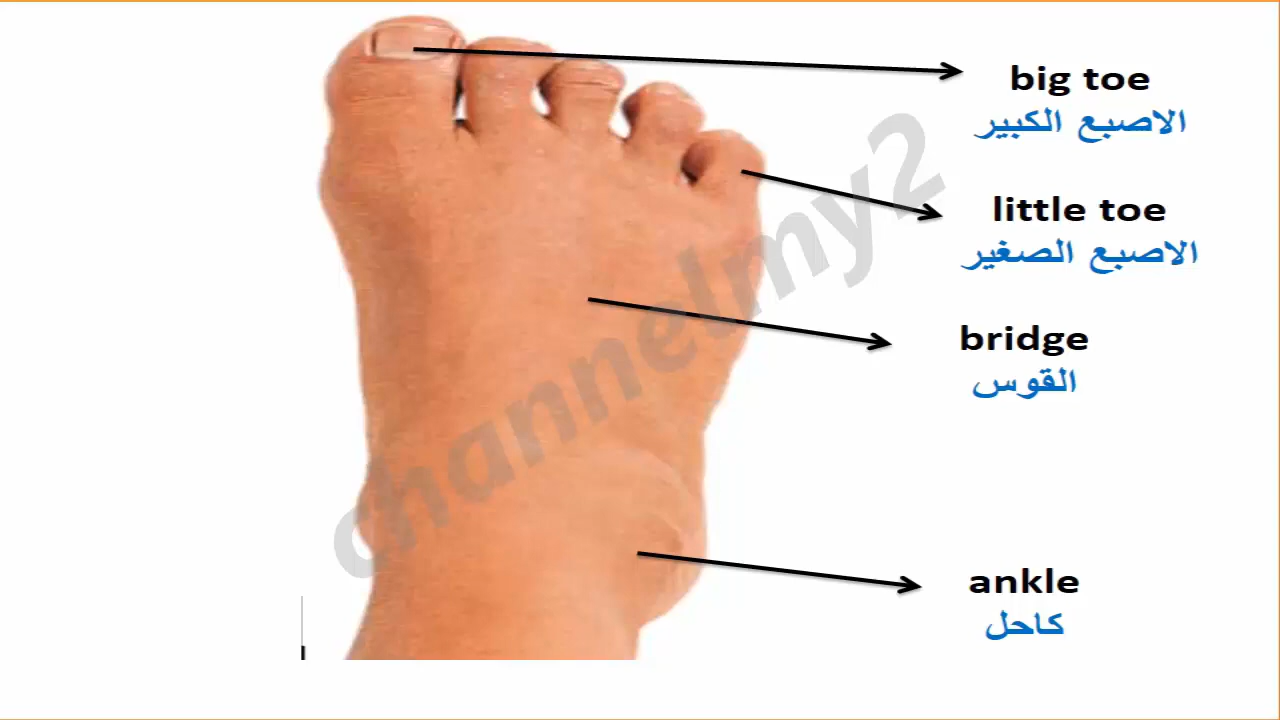 big toe
الاصبع الكبير
little toe
الاصبع الصغير
bridge
القوس
ankle
كاحل
channelmy2